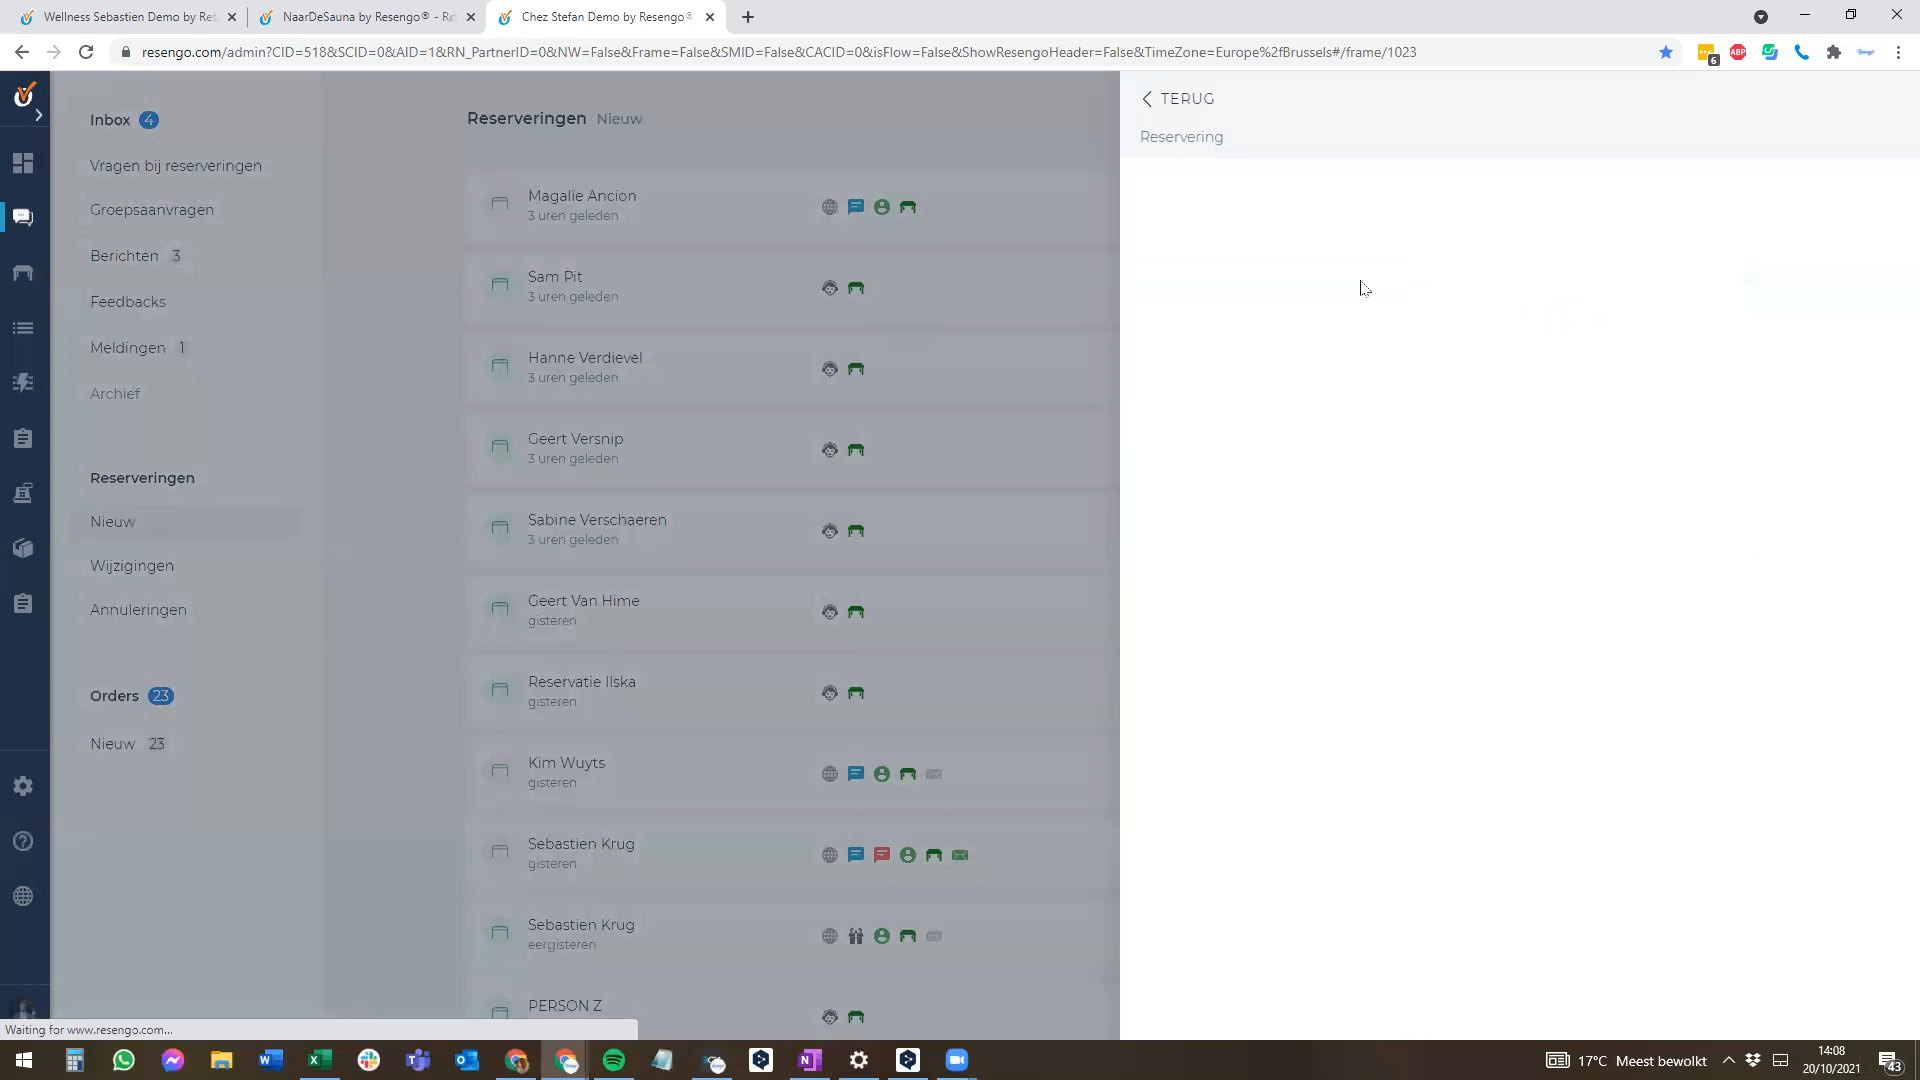 Wellness Sebastien Demo by Res
NaarDeSauna by Resengo® - Ro
Chez Stefan Demo by Resengo®
resengo.com/admin?CID=518&SCID=0&AID=1&RN_PartnerID=0&NW=False&Frame=False&SMID=False&CACID=0&isFlow=False&ShowResengoHeader=False&TimeZone=Europe%2fBrussels#/frame/1023
6
ABP
Inbox 4
Vragen bij reserveringen
Groepsaanvragen
Berichten 3
Feedbacks
Meldingen 1
Archief
Reserveringen
Nieuw
Wijzigingen
Annuleringen
Orders 23
Nieuw 23
Reserveringen Nieuw
Magalie Ancion
3 uren geleden
Sam Pit
3 uren geleden
Hanne Verdievel
3 uren geleden
Geert Versnip
3 uren geleden
Sabine Verschaeren
3 uren geleden
Geert Van Hime
gisteren
Reservatie Ilska
gisteren
Kim Wuyts
gisteren
Sebastien Krug
gisteren
Sebastien Krug
eergisteren
PERSON Z
TERUG
Reservering
Waiting for www.resengo.com...
17°C Meest bewolkt
14:08
20/10/2021
43